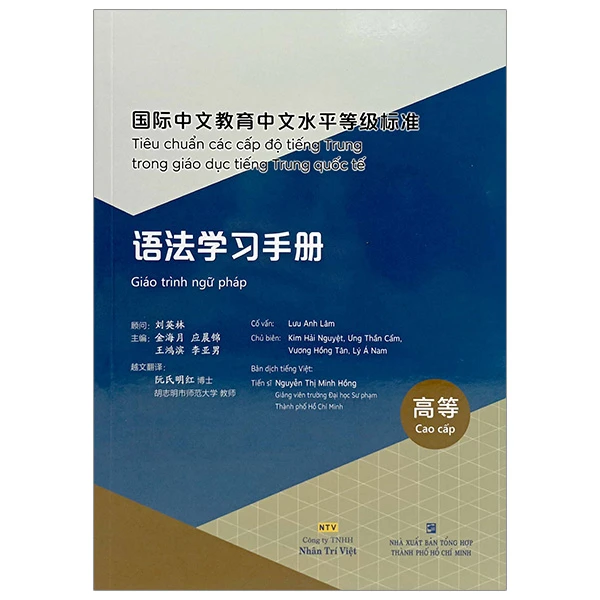 国际中文教育中文水平等级标准
Tiêu chuẩn các cấp độ tiếng Trung
trong giáo dục tiếng Trung quốc tế
语法学习手册
Giáo trình ngữ pháp
顾问: 刘英林
主编: 金海月 应晨锦
王鸿滨 李亚男
越文翻译:
阮氏明红 博士
胡志明市师范大学 教师
Cố vấn: Lưu Anh Lâm
Chủ biên: Kim Hải Nguyệt, Ưng Thần Cẩm,
Vương Hồng Tân, Lý Á Nam
Bản dịch tiếng Việt:
Tiến sĩ Nguyễn Thị Minh Hồng
Giảng viên trường Đại học Sư phạm
Thành phố Hồ Chí Minh
高等
Cao cấp
NTV
Công ty TNHH
Nhân Trí Việt
NHÀ XUẤT BẢN TỔNG HỢP
THÀNH PHỐ HỒ CHÍ MINH